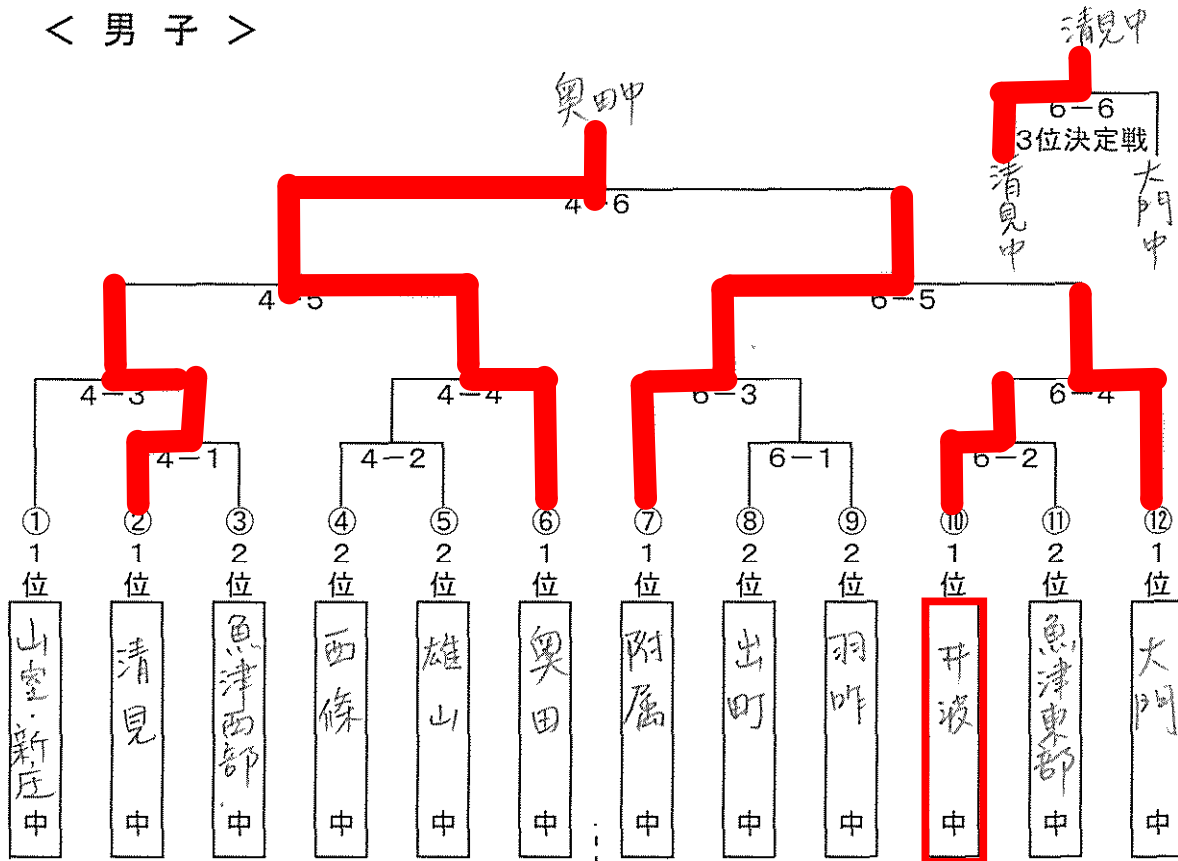 < 男 子 >
清見中
奥田中
6-6
3位決定戦
清見中
大門中
4-6
4-5
6-5
4-3
4-4
6-3
6-4
4-1
4-2
6-1
6-2
① ② ③ ④ ⑤ ⑥ ⑦ ⑧ ⑨ ⑩ ⑪ ⑫
1位 1位 2位 2位 2位 1位 1位 2位 2位 1位 2位 1位
山室・新庄中
清見中
魚津西部中
西條中
雄山中
奥田中
附属中
出町中
羽咋中
井波中
魚津東部中
大門中